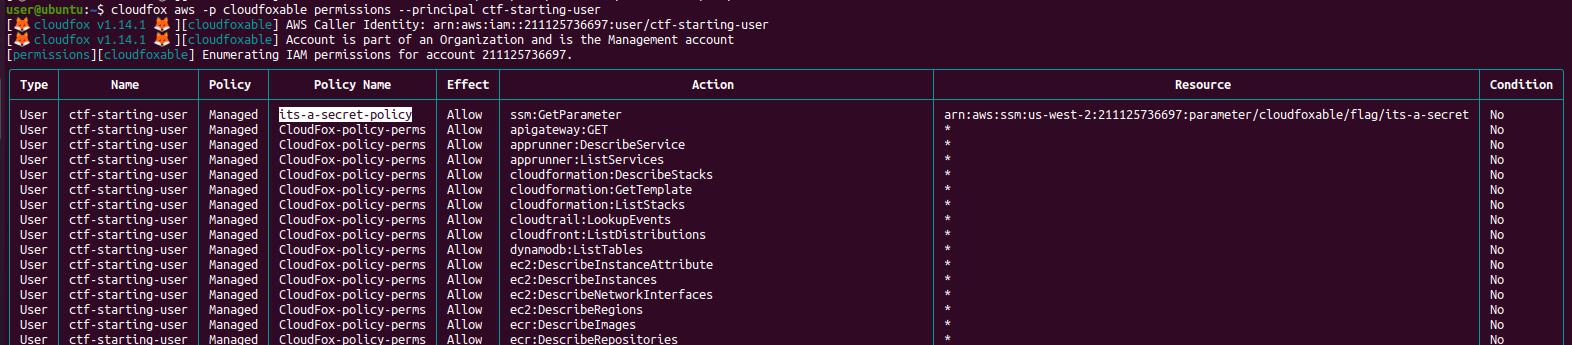 user@ubuntu:~$ cloudfox aws -p cloudfoxable permissions --principal ctf-starting-user
[🦊 cloudfox v1.14.1 🦊 ][cloudfoxable] AWS Caller Identity: arn:aws:iam::211125736697:user/ctf-starting-user
[🦊 cloudfox v1.14.1 🦊 ][cloudfoxable] Account is part of an Organization and is the Management account
[permissions][cloudfoxable] Enumerating IAM permissions for account 211125736697.
Type Name Policy Policy Name Effect Action Resource Condition
User ctf-starting-user Managed its-a-secret-policy Allow ssm:GetParameter arn:aws:ssm:us-west-2:211125736697:parameter/cloudfoxable/flag/its-a-secret No
User ctf-starting-user Managed CloudFox-policy-perms Allow apigateway:GET * No
User ctf-starting-user Managed CloudFox-policy-perms Allow apprunner:DescribeService * No
User ctf-starting-user Managed CloudFox-policy-perms Allow apprunner:ListServices * No
User ctf-starting-user Managed CloudFox-policy-perms Allow cloudformation:DescribeStacks * No
User ctf-starting-user Managed CloudFox-policy-perms Allow cloudformation:GetTemplate * No
User ctf-starting-user Managed CloudFox-policy-perms Allow cloudformation:ListStacks * No
User ctf-starting-user Managed CloudFox-policy-perms Allow cloudtrail:LookupEvents * No
User ctf-starting-user Managed CloudFox-policy-perms Allow cloudfront:ListDistributions * No
User ctf-starting-user Managed CloudFox-policy-perms Allow dynamodb:ListTables * No
User ctf-starting-user Managed CloudFox-policy-perms Allow ec2:DescribeInstanceAttribute * No
User ctf-starting-user Managed CloudFox-policy-perms Allow ec2:DescribeInstances * No
User ctf-starting-user Managed CloudFox-policy-perms Allow ec2:DescribeNetworkInterfaces * No
User ctf-starting-user Managed CloudFox-policy-perms Allow ec2:DescribeRegions * No
User ctf-starting-user Managed CloudFox-policy-perms Allow ecr:DescribeImages * No
User ctf-starting-user Managed CloudFox-policy-perms Allow ecr:DescribeRepositories * No